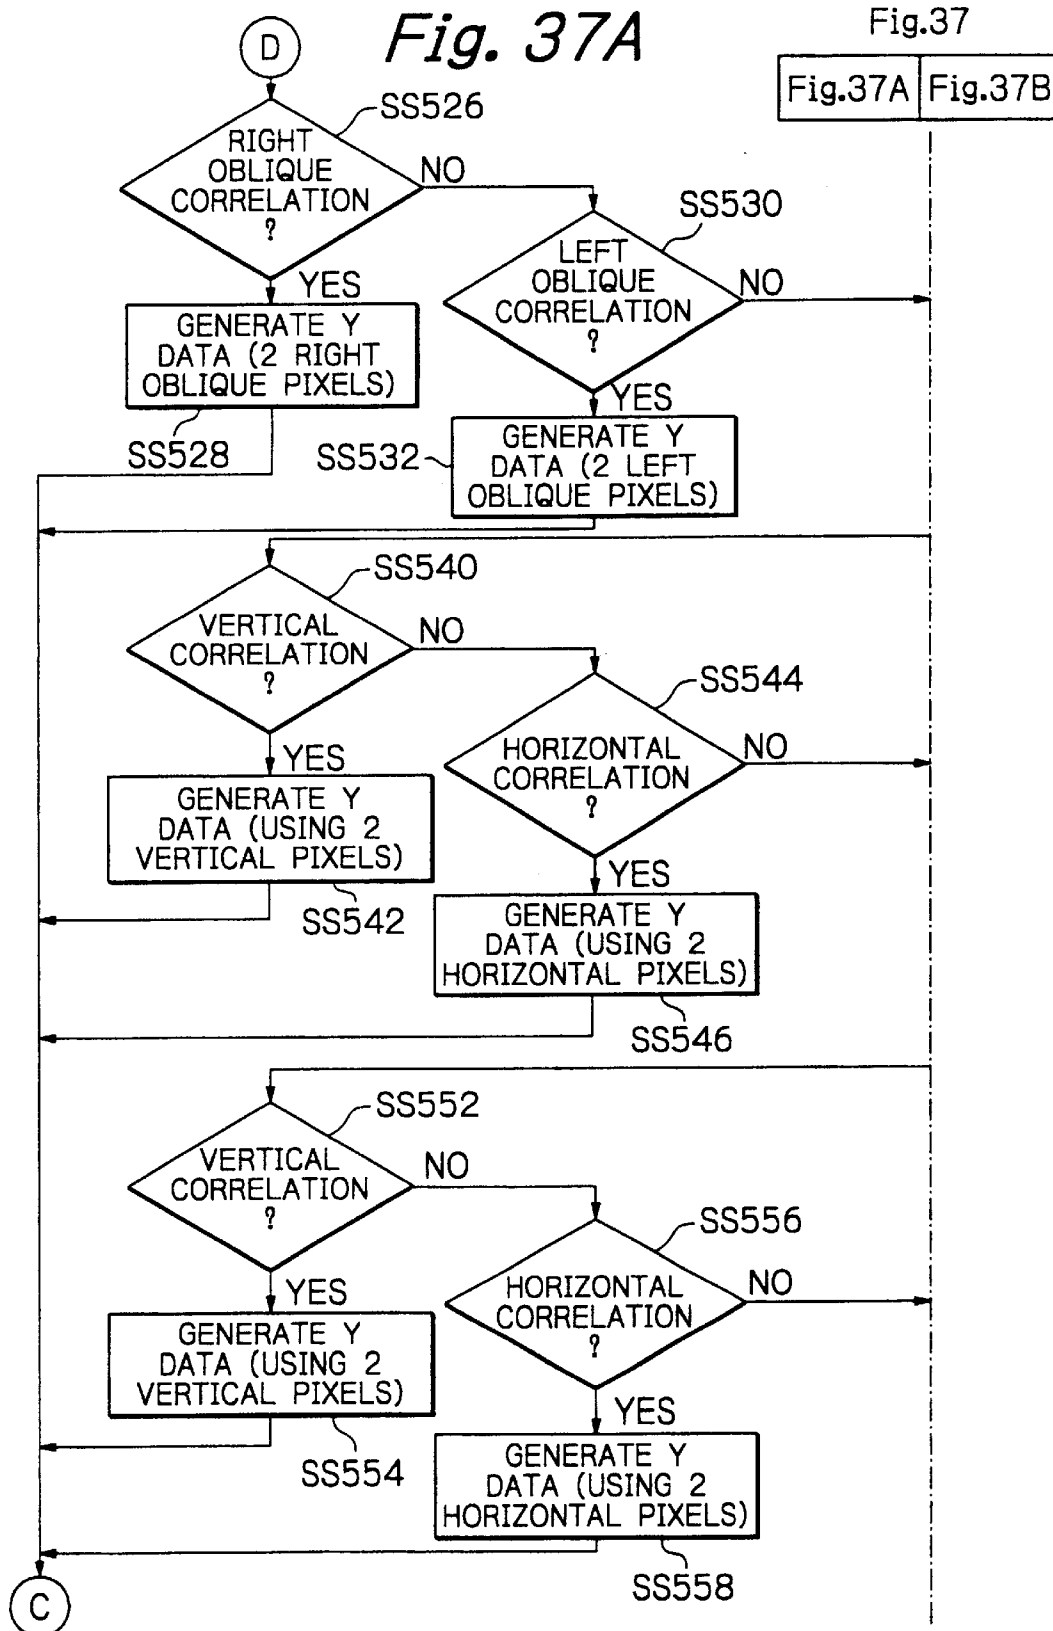 Fig. 37A
Fig.37
Fig.37A Fig.37B
D
SS526
RIGHT
OBLIQUE
CORRELATION
?
NO
YES
SS530
LEFT
OBLIQUE
CORRELATION
?
NO
YES
GENERATE Y
DATA (2 RIGHT
OBLIQUE PIXELS)
SS528
SS532
GENERATE Y
DATA (2 LEFT
OBLIQUE PIXELS)
SS540
VERTICAL
CORRELATION
?
NO
YES
SS544
HORIZONTAL
CORRELATION
?
NO
YES
GENERATE Y
DATA (USING 2
VERTICAL PIXELS)
SS542
GENERATE Y
DATA (USING 2
HORIZONTAL PIXELS)
SS546
SS552
VERTICAL
CORRELATION
?
NO
YES
SS556
HORIZONTAL
CORRELATION
?
NO
YES
GENERATE Y
DATA (USING 2
VERTICAL PIXELS)
SS554
GENERATE Y
DATA (USING 2
HORIZONTAL PIXELS)
SS558
C